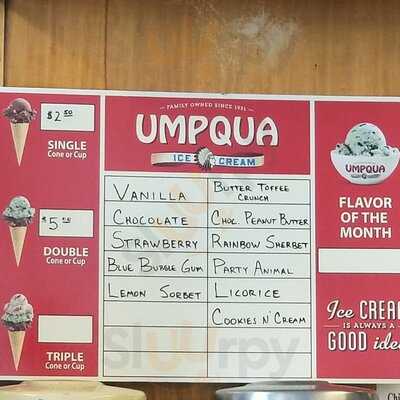 $2.50
SINGLE
Cone or Cup
$5.50
DOUBLE
Cone or Cup
TRIPLE
Cone or Cup
FAMILY OWNED SINCE 1931
UMPQUA
ICE CREAM
VANILLA
CHOCOLATE
STRAWBERRY
BLUE BUBBLE GUM
LEMON SORBET
BUTTER TOFFEE
CRUNCH
CHOC. PEANUT BUTTER
RAINBOW SHERBET
PARTY ANIMAL
LICORICE
COOKIES N' CREAM
UMPQUA
FLAVOR
OF THE
MONTH
Ice CREAM
IS ALWAYS A
GOOD idea
sluurpy